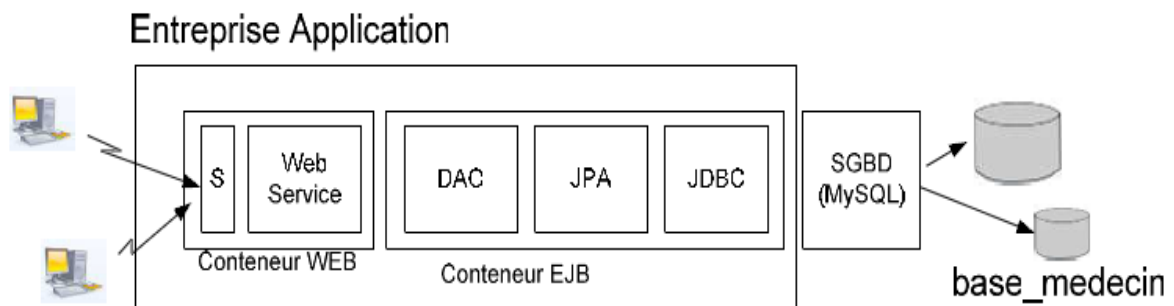 Entreprise Application
S
Web
Service
DAC
JPA
JDBC
SGBD
(MySQL)
Conteneur WEB
Conteneur EJB
base_medecin